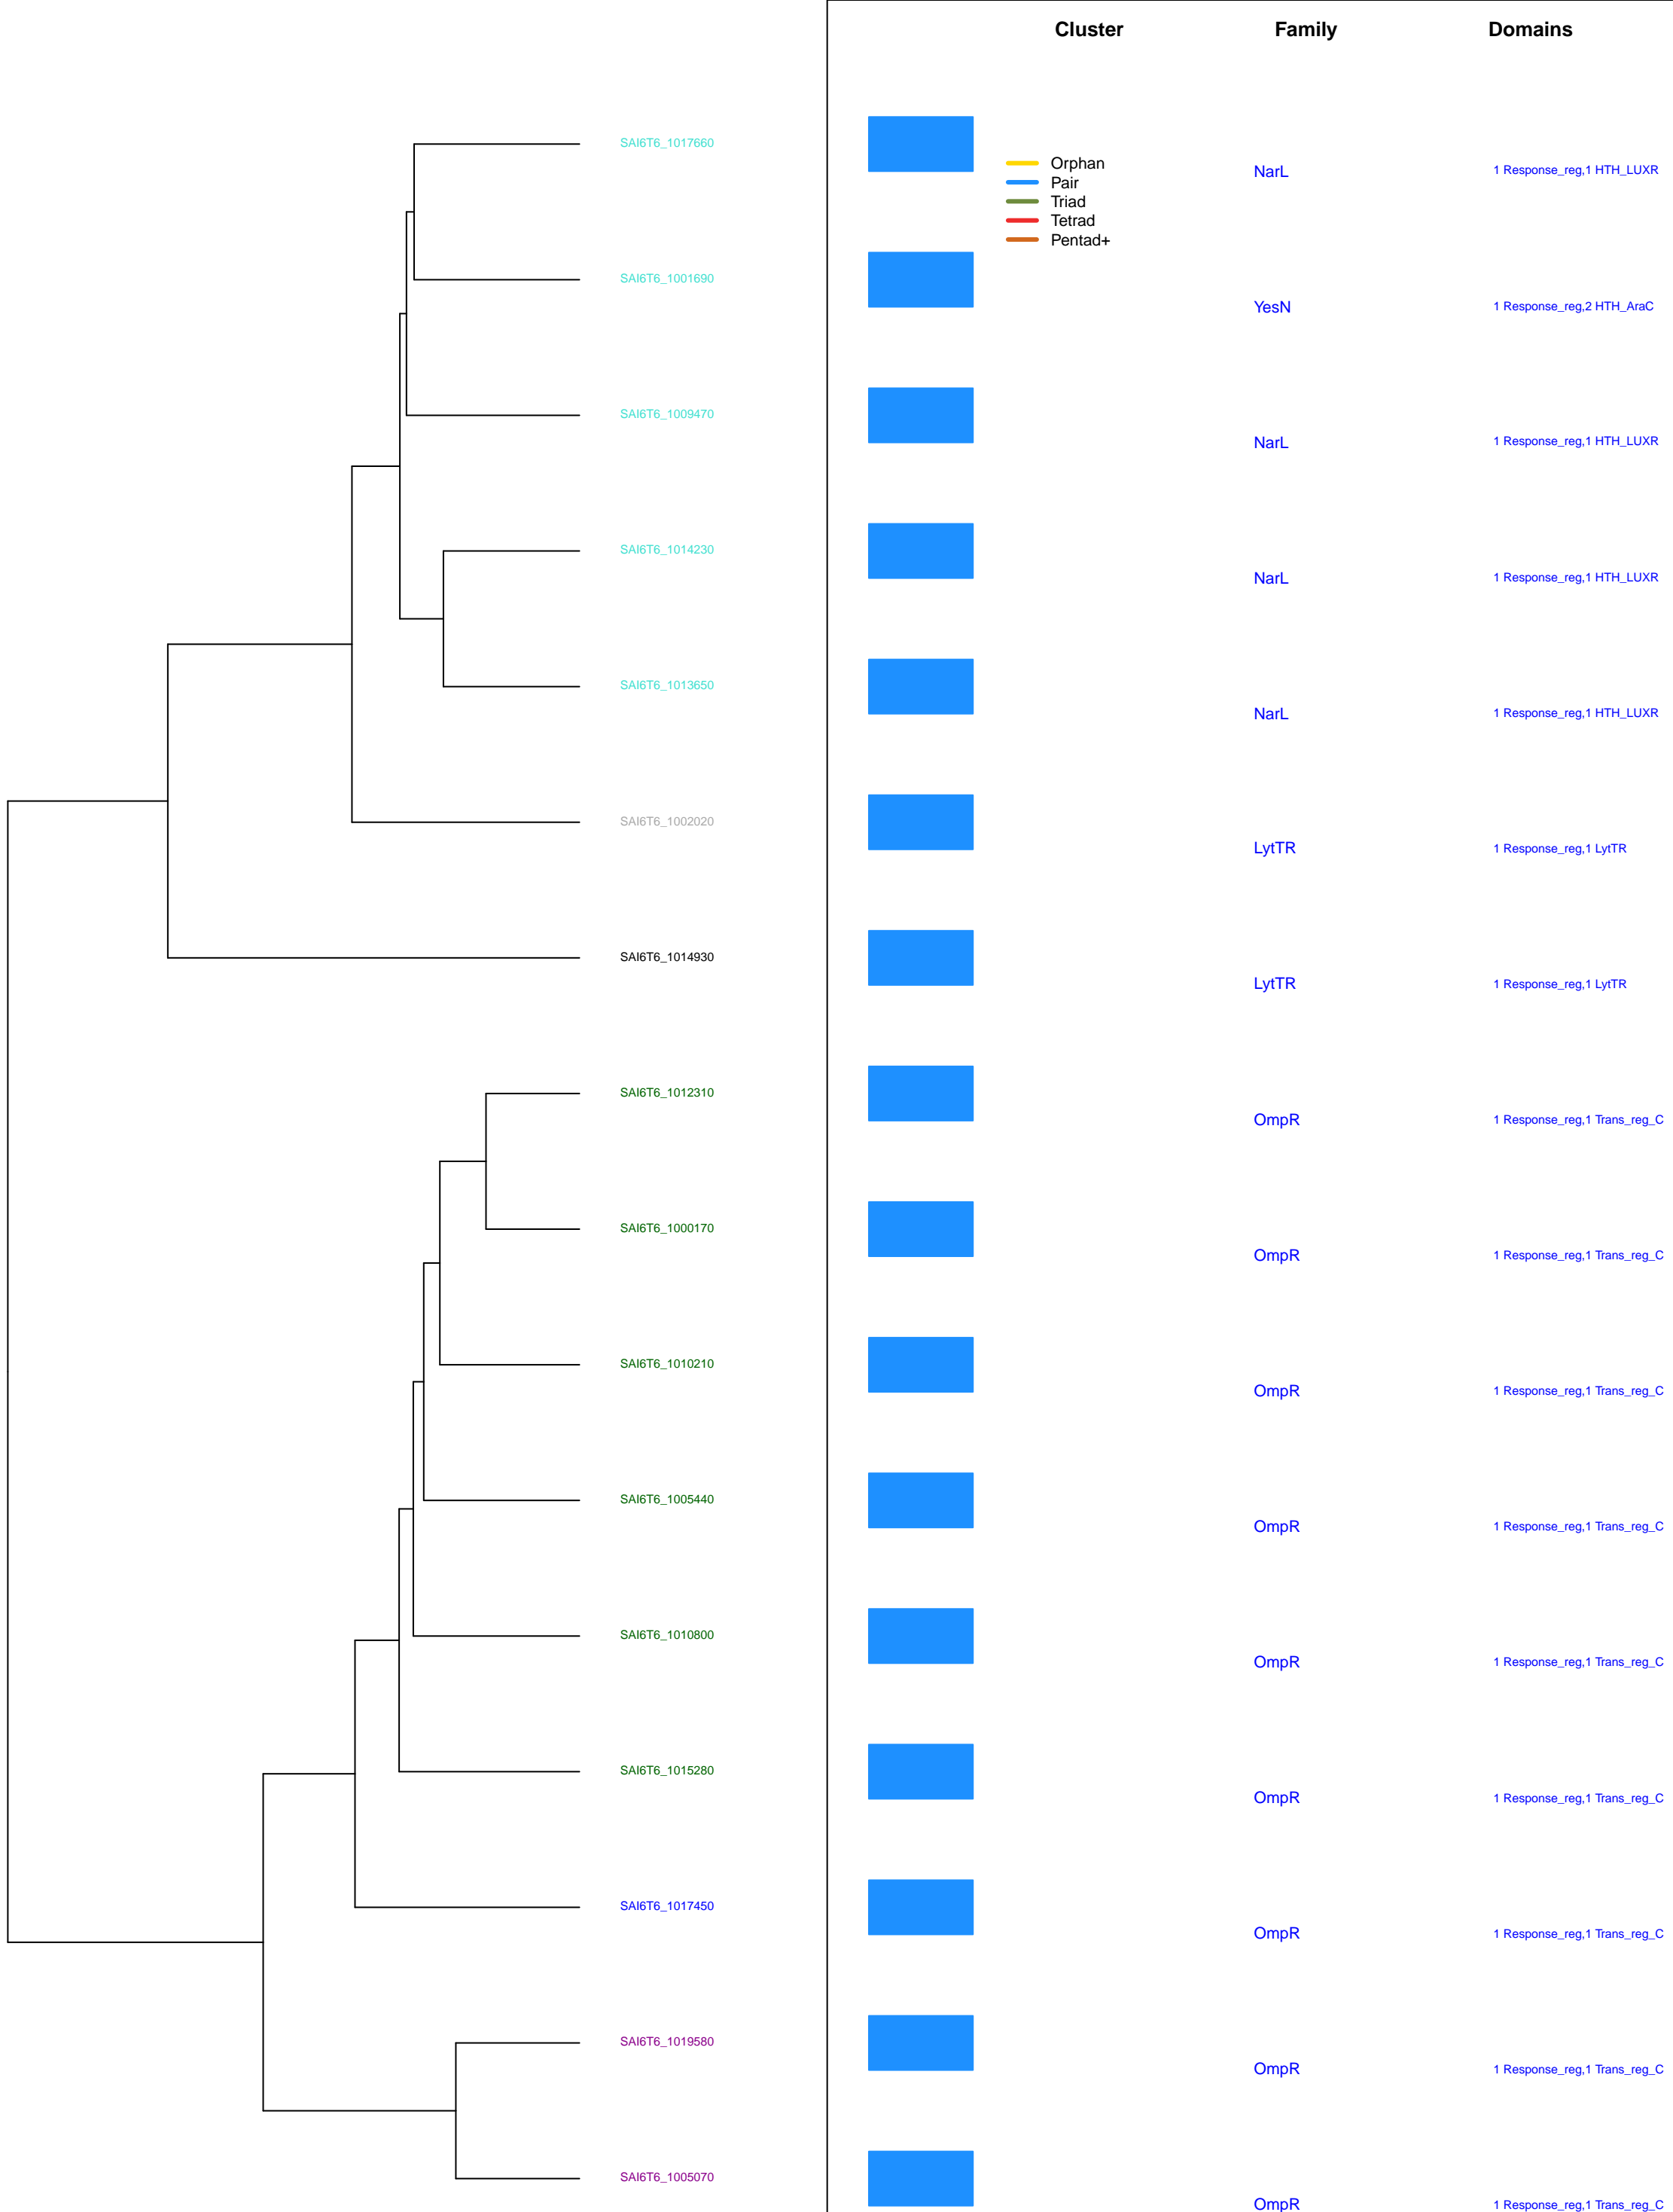 Cluster Family Domains
SAI6T6_1017660
Orphan
Pair
Triad
Tetrad
Pentad+
NarL 1 Response_reg,1 HTH_LUXR
SAI6T6_1001690
YesN 1 Response_reg,2 HTH_AraC
SAI6T6_1009470
NarL 1 Response_reg,1 HTH_LUXR
SAI6T6_1014230
NarL 1 Response_reg,1 HTH_LUXR
SAI6T6_1013650
NarL 1 Response_reg,1 HTH_LUXR
SAI6T6_1002020
LytTR 1 Response_reg,1 LytTR
SAI6T6_1014930
LytTR 1 Response_reg,1 LytTR
SAI6T6_1012310
OmpR 1 Response_reg,1 Trans_reg_C
SAI6T6_1000170
OmpR 1 Response_reg,1 Trans_reg_C
SAI6T6_1010210
OmpR 1 Response_reg,1 Trans_reg_C
SAI6T6_1005440
OmpR 1 Response_reg,1 Trans_reg_C
SAI6T6_1010800
OmpR 1 Response_reg,1 Trans_reg_C
SAI6T6_1015280
OmpR 1 Response_reg,1 Trans_reg_C
SAI6T6_1017450
OmpR 1 Response_reg,1 Trans_reg_C
SAI6T6_1019580
OmpR 1 Response_reg,1 Trans_reg_C
SAI6T6_1005070
OmpR 1 Response_reg,1 Trans_reg_C